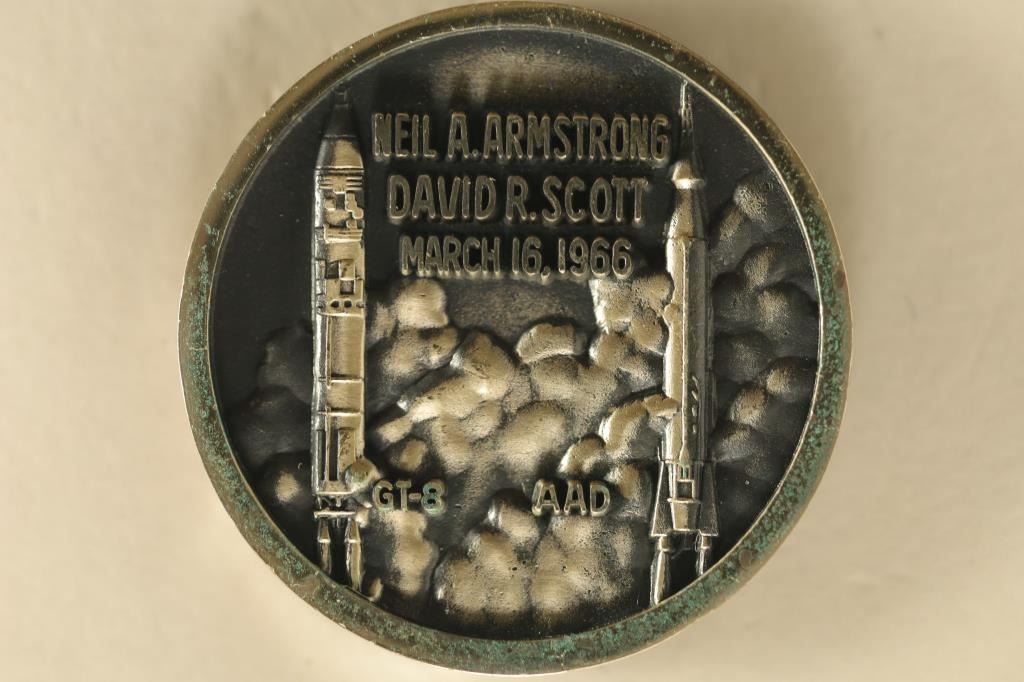 NEIL A. ARMSTRONG
DAVID R. SCOTT
MARCH 16, 1966
GT-8 AAD